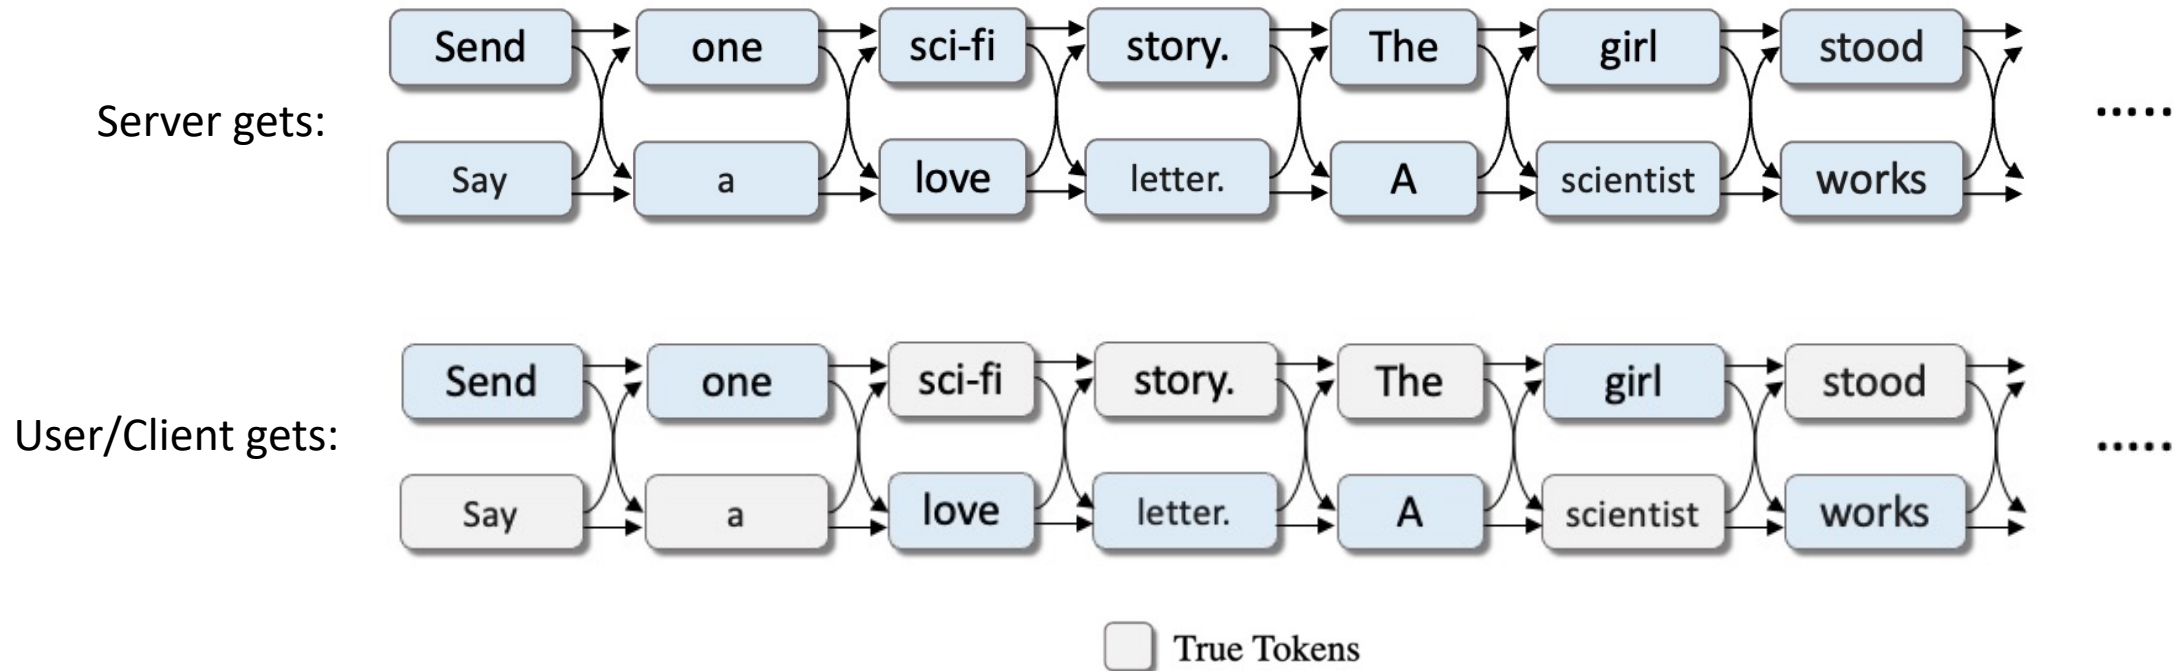 Send one sci-fi story. The girl stood
Server gets:
.....
Say a love letter. A scientist works
Send one sci-fi story. The girl stood
User/Client gets:
.....
Say a love letter. A scientist works
True Tokens